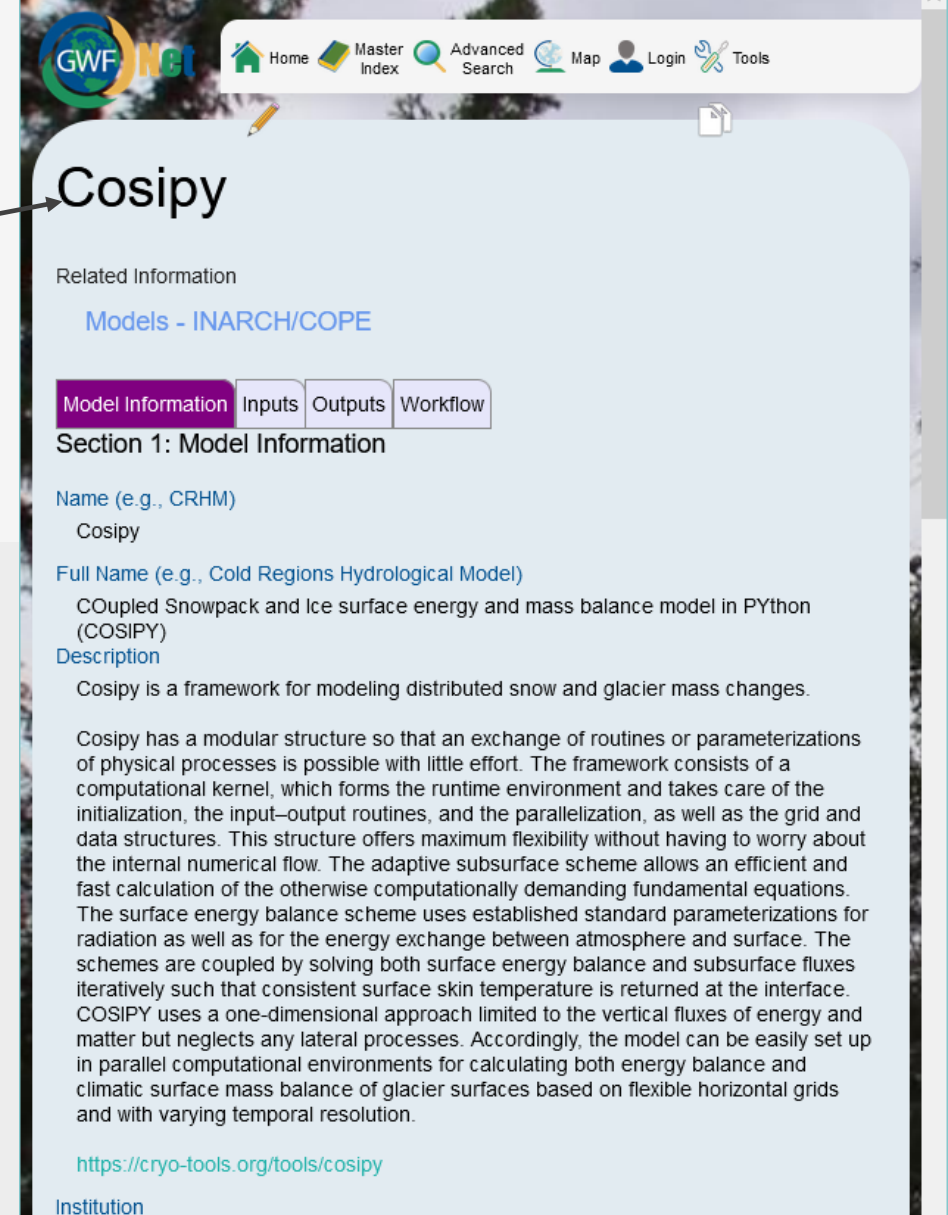 GWF Net
Home Master Index Advanced Search Map Login Tools
Cosipy
Related Information
Models - INARCH/COPE
Model Information Inputs Outputs Workflow
Section 1: Model Information
Name (e.g., CRHM)
Cosipy
Full Name (e.g., Cold Regions Hydrological Model)
COupled Snowpack and Ice surface energy and mass balance model in PYthon
(COSIPY)
Description
Cosipy is a framework for modeling distributed snow and glacier mass changes.
Cosipy has a modular structure so that an exchange of routines or parameterizations
of physical processes is possible with little effort. The framework consists of a
computational kernel, which forms the runtime environment and takes care of the
initialization, the input–output routines, and the parallelization, as well as the grid and
data structures. This structure offers maximum flexibility without having to worry about
the internal numerical flow. The adaptive subsurface scheme allows an efficient and
fast calculation of the otherwise computationally demanding fundamental equations.
The surface energy balance scheme uses established standard parameterizations for
radiation as well as for the energy exchange between atmosphere and surface. The
schemes are coupled by solving both surface energy balance and subsurface fluxes
iteratively such that consistent surface skin temperature is returned at the interface.
COSIPY uses a one-dimensional approach limited to the vertical fluxes of energy and
matter but neglects any lateral processes. Accordingly, the model can be easily set up
in parallel computational environments for calculating both energy balance and
climatic surface mass balance of glacier surfaces based on flexible horizontal grids
and with varying temporal resolution.
https://cryo-tools.org/tools/cosipy
Institution